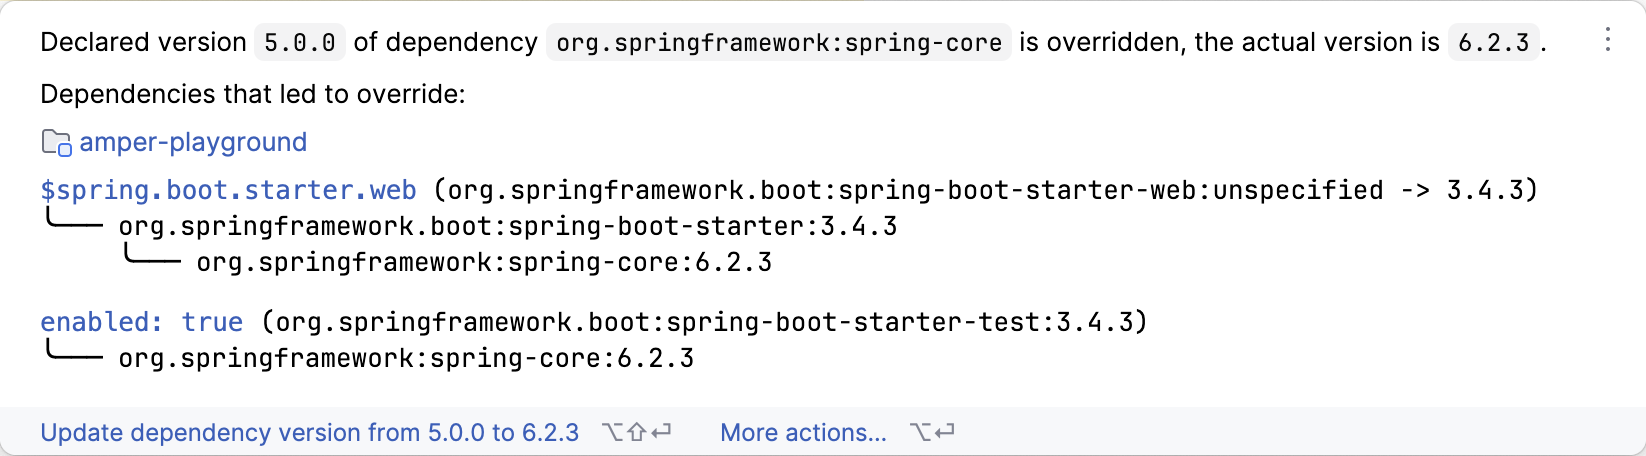 Declared version 5.0.0 of dependency org.springframework:spring-core is overridden, the actual version is 6.2.3.
Dependencies that led to override:
amper-playground
$spring.boot.starter.web (org.springframework.boot:spring-boot-starter-web:unspecified -> 3.4.3)
╰── org.springframework.boot:spring-boot-starter:3.4.3
╰── org.springframework:spring-core:6.2.3
enabled: true (org.springframework.boot:spring-boot-starter-test:3.4.3)
╰── org.springframework:spring-core:6.2.3
Update dependency version from 5.0.0 to 6.2.3 ⌥⇧⏎ More actions... ⌥⏎